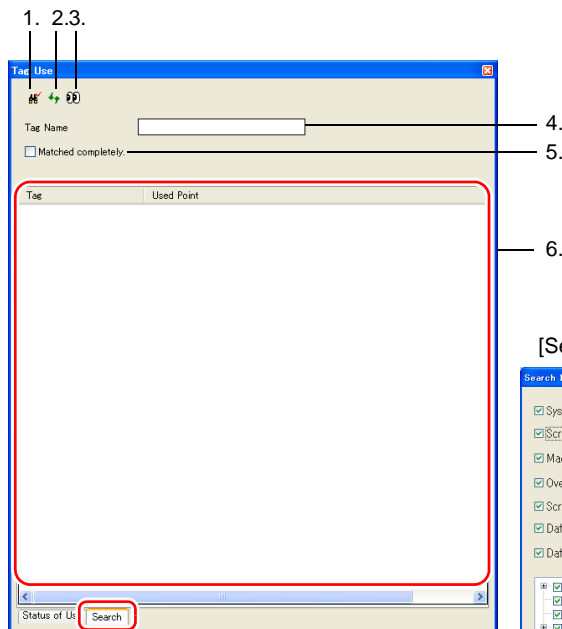 1. 2.3.
Tag Use
Tag Name
4.
Matched completely.
5.
Tag Used Point
6.
[Se
Search
Sys
Scr
Ma
Ove
Scr
Dat
Dat
Status of Us Search